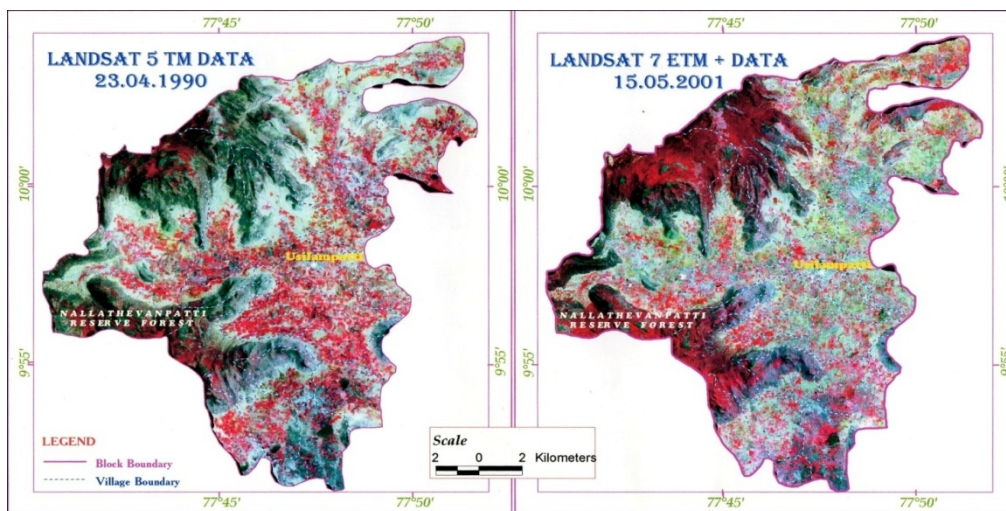 77°45' 77°50'
LANDSAT 5 TM DATA
23.04.1990
10°00'
Usilampatti
NALLATHEVANPATTI
RESERVE FOREST
9°55'
LEGEND
Block Boundary
Village Boundary
77°45' 77°50'
Scale
2 0 2 Kilometers
77°45' 77°50'
LANDSAT 7 ETM + DATA
15.05.2001
10°00'
10°00'
Usilampatti
NALLATHEVANPATTI
RESERVE FOREST
9°55'
9°55'
77°45' 77°50'